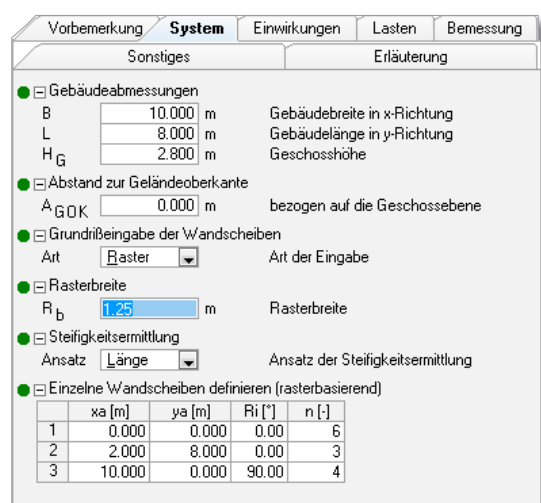 Vorbemerkung System Einwirkungen Lasten Bemessung
Sonstiges Erläuterung
Gebäudeabmessungen
B 10.000 m Gebäudebreite in x-Richtung
L 8.000 m Gebäudelänge in y-Richtung
H G 2.800 m Geschosshöhe
Abstand zur Geländeoberkante
A GOK 0.000 m bezogen auf die Geschossebene
Grundrißeingabe der Wandscheiben
Art Raster Art der Eingabe
Rasterbreite
R b 1.25 m Rasterbreite
Steifigkeitsermittlung
Ansatz Länge Ansatz der Steifigkeitsermittlung
Einzelne Wandscheiben definieren (rasterbasierend)
xa [m] ya [m] Ri [°] n [-]
1 0.000 0.000 0.00 6
2 2.000 8.000 0.00 3
3 10.000 0.000 90.00 4